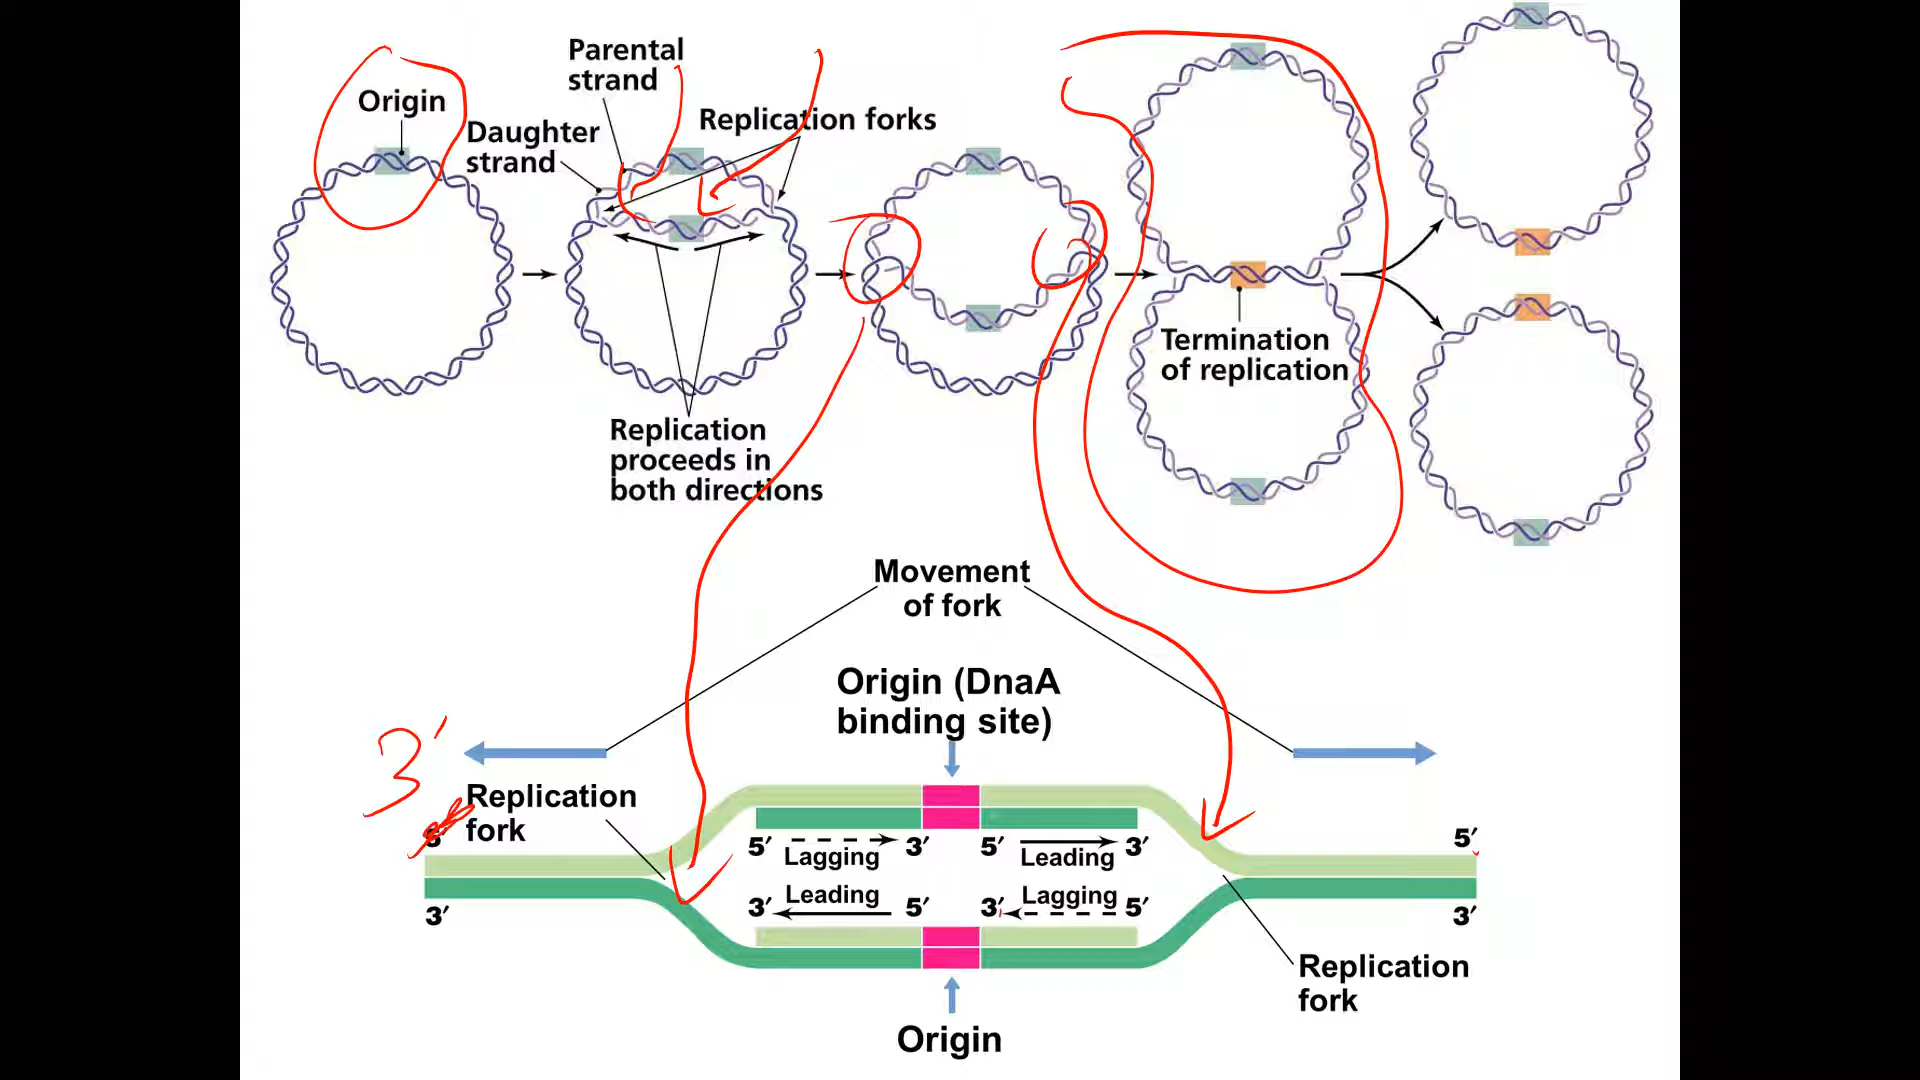 Parental
strand
Origin
Daughter
strand
Replication forks
Termination
of replication
Replication
proceeds in
both directions
Movement
of fork
Origin (DnaA
binding site)
3′
Replication
fork
5′
5′
5′ Lagging 3′
5′ Leading 3′
3′ Leading 5′
3′ Lagging 5′
3′
3′
Replication
fork
Origin